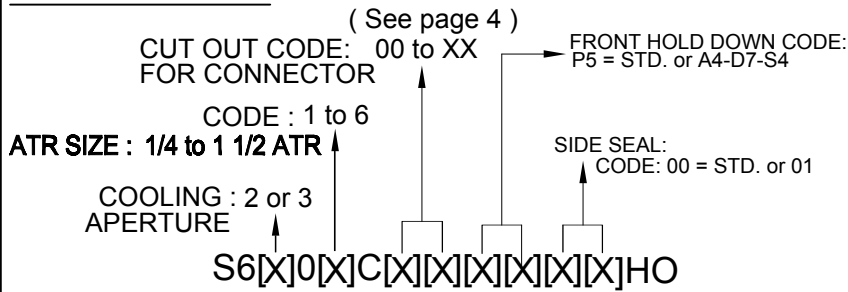 ( See page 4 )
CUT OUT CODE: 00 to XX
FOR CONNECTOR
FRONT HOLD DOWN CODE:
P5 = STD. or A4-D7-S4
CODE : 1 to 6
ATR SIZE : 1/4 to 1 1/2 ATR
SIDE SEAL:
CODE: 00 = STD. or 01
COOLING : 2 or 3
APERTURE
S6[X]0[X]C[X][X][X][X][X][X]HO